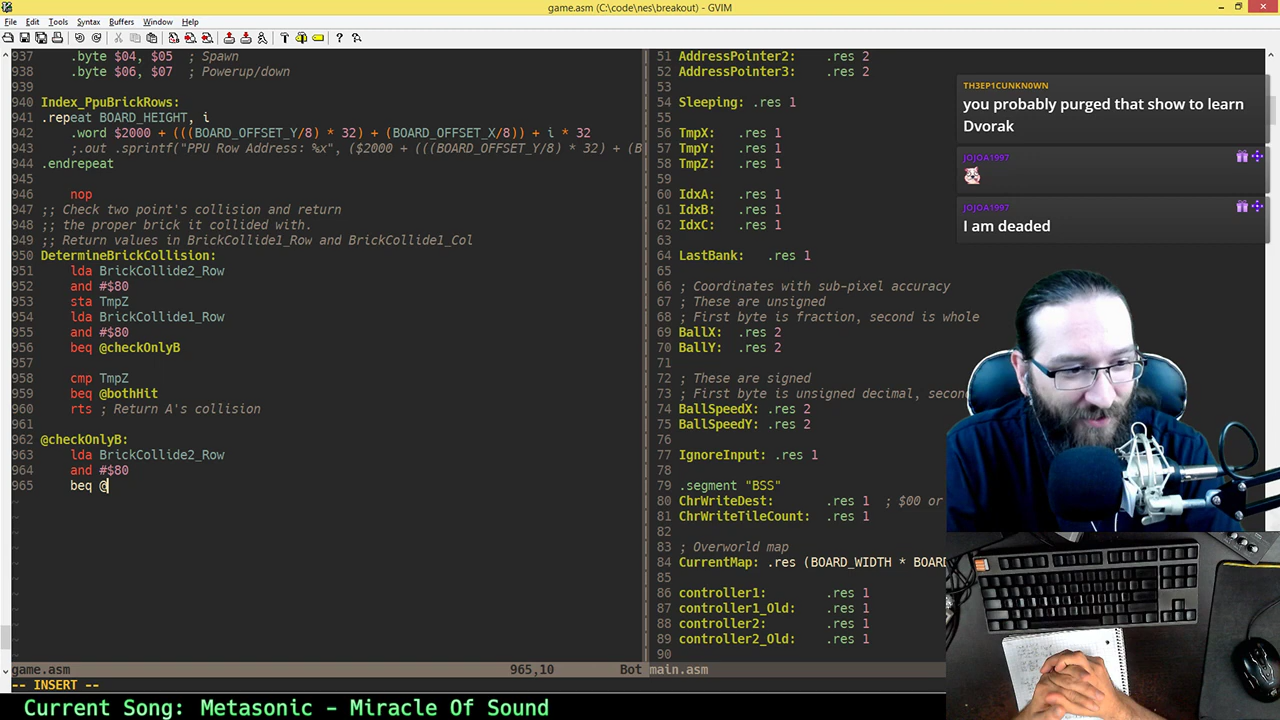 game.asm (C:\code\nes\breakout) - GVIM
File Edit Tools Syntax Buffers Window Help
937 .byte $04, $05 ; Spawn
938 .byte $06, $07 ; Powerup/down
939
940 Index_PpuBrickRows:
941 .repeat BOARD_HEIGHT, i
942 .word $2000 + (((BOARD_OFFSET_Y/8) * 32) + (BOARD_OFFSET_X/8)) + i * 32
943 ;.out .sprintf("PPU Row Address: %x", ($2000 + (((BOARD_OFFSET_Y/8) * 32) + (B
944 .endrepeat
945
946 nop
947 ;; Check two point's collision and return
948 ;; the proper brick it collided with.
949 ;; Return values in BrickCollide1_Row and BrickCollide1_Col
950 DetermineBrickCollision:
951 lda BrickCollide2_Row
952 and #$80
953 sta TmpZ
954 lda BrickCollide1_Row
955 and #$80
956 beq @checkOnlyB
957
958 cmp TmpZ
959 beq @bothHit
960 rts ; Return A's collision
961
962 @checkOnlyB:
963 lda BrickCollide2_Row
964 and #$80
965 beq @
game.asm 965,10 Bot
-- INSERT --
51 AddressPointer2: .res 2
52 AddressPointer3: .res 2
53
54 Sleeping: .res 1
55
56 TmpX: .res 1
57 TmpY: .res 1
58 TmpZ: .res 1
59
60 IdxA: .res 1
61 IdxB: .res 1
62 IdxC: .res 1
63
64 LastBank: .res 1
65
66 ; Coordinates with sub-pixel accuracy
67 ; These are unsigned
68 ; First byte is fraction, second is whole
69 BallX: .res 2
70 BallY: .res 2
71
72 ; These are signed
73 ; First byte is unsigned decimal, secon
74 BallSpeedX: .res 2
75 BallSpeedY: .res 2
76
77 IgnoreInput: .res 1
78
79 .segment "BSS"
80 ChrWriteDest: .res 1 ; $00 or
81 ChrWriteTileCount: .res 1
82
83 ; Overworld map
84 CurrentMap: .res (BOARD_WIDTH * BOARD
85
86 controller1: .res 1
87 controller1_Old: .res 1
88 controller2: .res 1
89 controller2_Old: .res 1
90
main.asm
TH3EP1CUNKN0WN
you probably purged that show to learn
Dvorak
JOJOA1997
JOJOA1997
I am deaded
Current Song: Metasonic - Miracle Of Sound